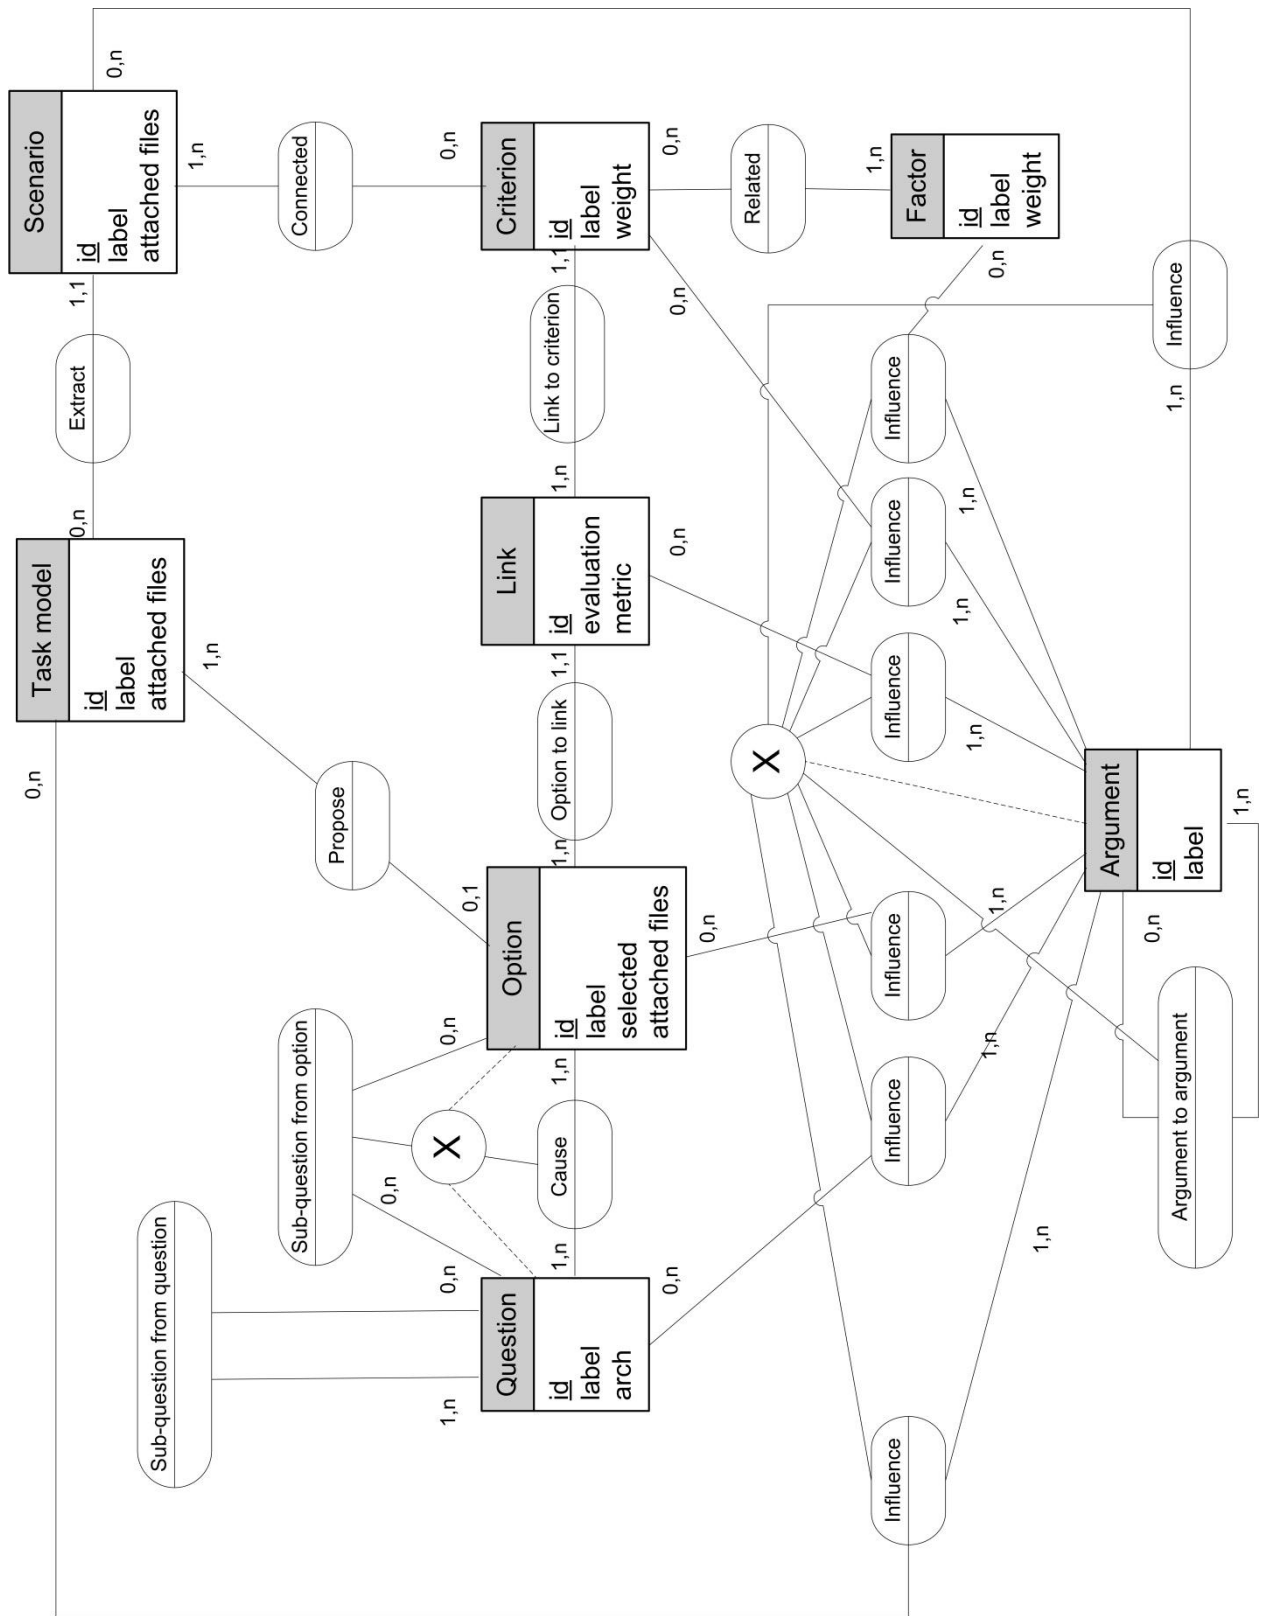 Sub-question from question
Sub-question from option
Propose
Extract
Task model
id
label
attached files
Scenario
id
label
attached files
0,n
1,n
0,n
1,1
0,n
1,n
Connected
0,n
0,n
0,n
1,n
0,1
X
Question
id
label
arch
1,n
Cause
1,n
Option
id
label
selected
attached files
1,n
Option to link
1,1
Link
id
evaluation
metric
1,n
Link to criterion
1,1
Criterion
id
label
weight
0,n
0,n
0,n
0,n
0,n
Related
1,n
X
Factor
id
label
weight
0,n
Influence
Influence
Influence
Influence
Influence
Influence
Influence
1,n
1,n
1,n
1,n
1,n
1,n
1,n
Argument
id
label
0,n
1,n
Argument to argument